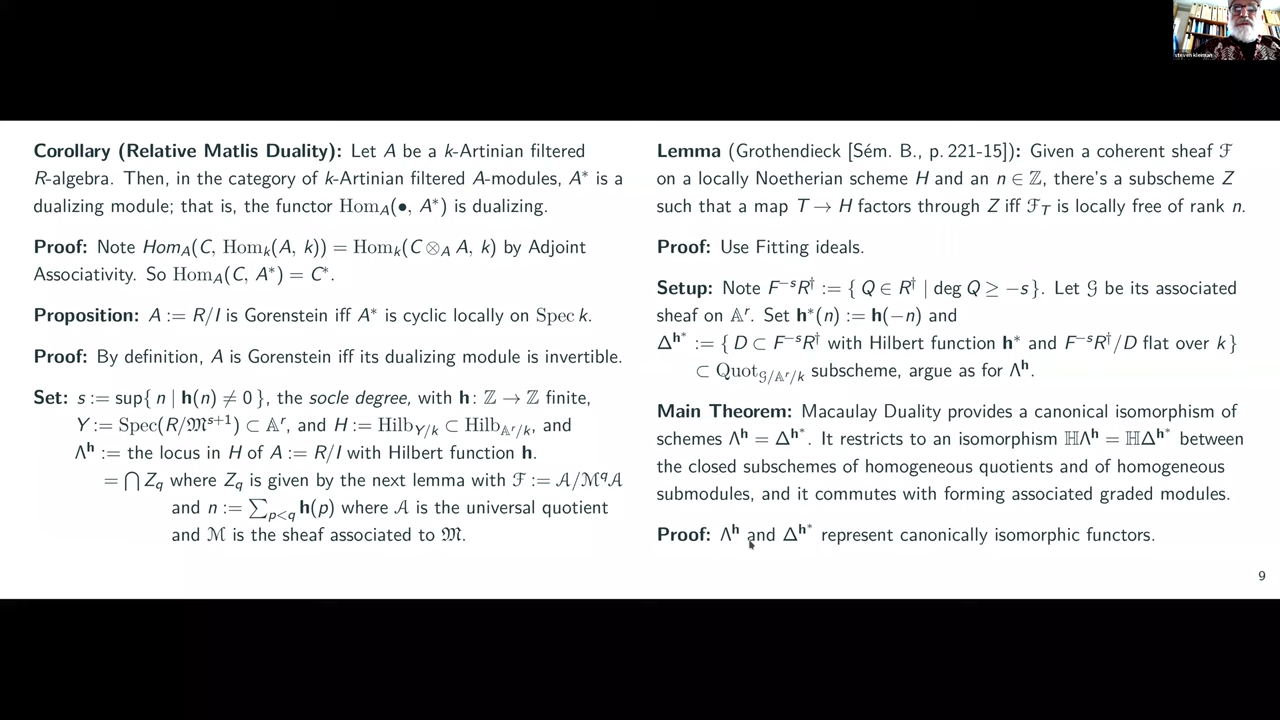 steven kleiman
Corollary (Relative Matlis Duality): Let A be a k-Artinian filtered
R-algebra. Then, in the category of k-Artinian filtered A-modules, A* is a
dualizing module; that is, the functor Hom_A(•, A*) is dualizing.
Proof: Note Hom_A(C, Hom_k(A, k)) = Hom_k(C ⊗_A A, k) by Adjoint
Associativity. So Hom_A(C, A*) = C*.
Proposition: A := R/I is Gorenstein iff A* is cyclic locally on Spec k.
Proof: By definition, A is Gorenstein iff its dualizing module is invertible.
Set: s := sup{ n | h(n) ≠ 0 }, the socle degree, with h: ℤ → ℤ finite,
Y := Spec(R/𝔐^{s+1}) ⊂ 𝔸^r, and H := Hilb_{Y/k} ⊂ Hilb_{𝔸^r/k}, and
Λ^h := the locus in H of A := R/I with Hilbert function h.
= ⋂ Z_q where Z_q is given by the next lemma with ℱ := 𝒜/ℳ^q𝒜
and n := ∑_{p<q} h(p) where 𝒜 is the universal quotient
and ℳ is the sheaf associated to 𝔐.
Lemma (Grothendieck [Sém. B., p. 221-15]): Given a coherent sheaf ℱ
on a locally Noetherian scheme H and an n ∈ ℤ, there's a subscheme Z
such that a map T → H factors through Z iff ℱ_T is locally free of rank n.
Proof: Use Fitting ideals.
Setup: Note F^{−s}R^† := { Q ∈ R^† | deg Q ≥ −s }. Let 𝒢 be its associated
sheaf on 𝔸^r. Set h*(n) := h(−n) and
Δ^{h*} := { D ⊂ F^{−s}R^† with Hilbert function h* and F^{−s}R^†/D flat over k }
⊂ Quot_{𝒢/𝔸^r/k} subscheme, argue as for Λ^h.
Main Theorem: Macaulay Duality provides a canonical isomorphism of
schemes Λ^h = Δ^{h*}. It restricts to an isomorphism ℍΛ^h = ℍΔ^{h*} between
the closed subschemes of homogeneous quotients and of homogeneous
submodules, and it commutes with forming associated graded modules.
Proof: Λ^h and Δ^{h*} represent canonically isomorphic functors.
9